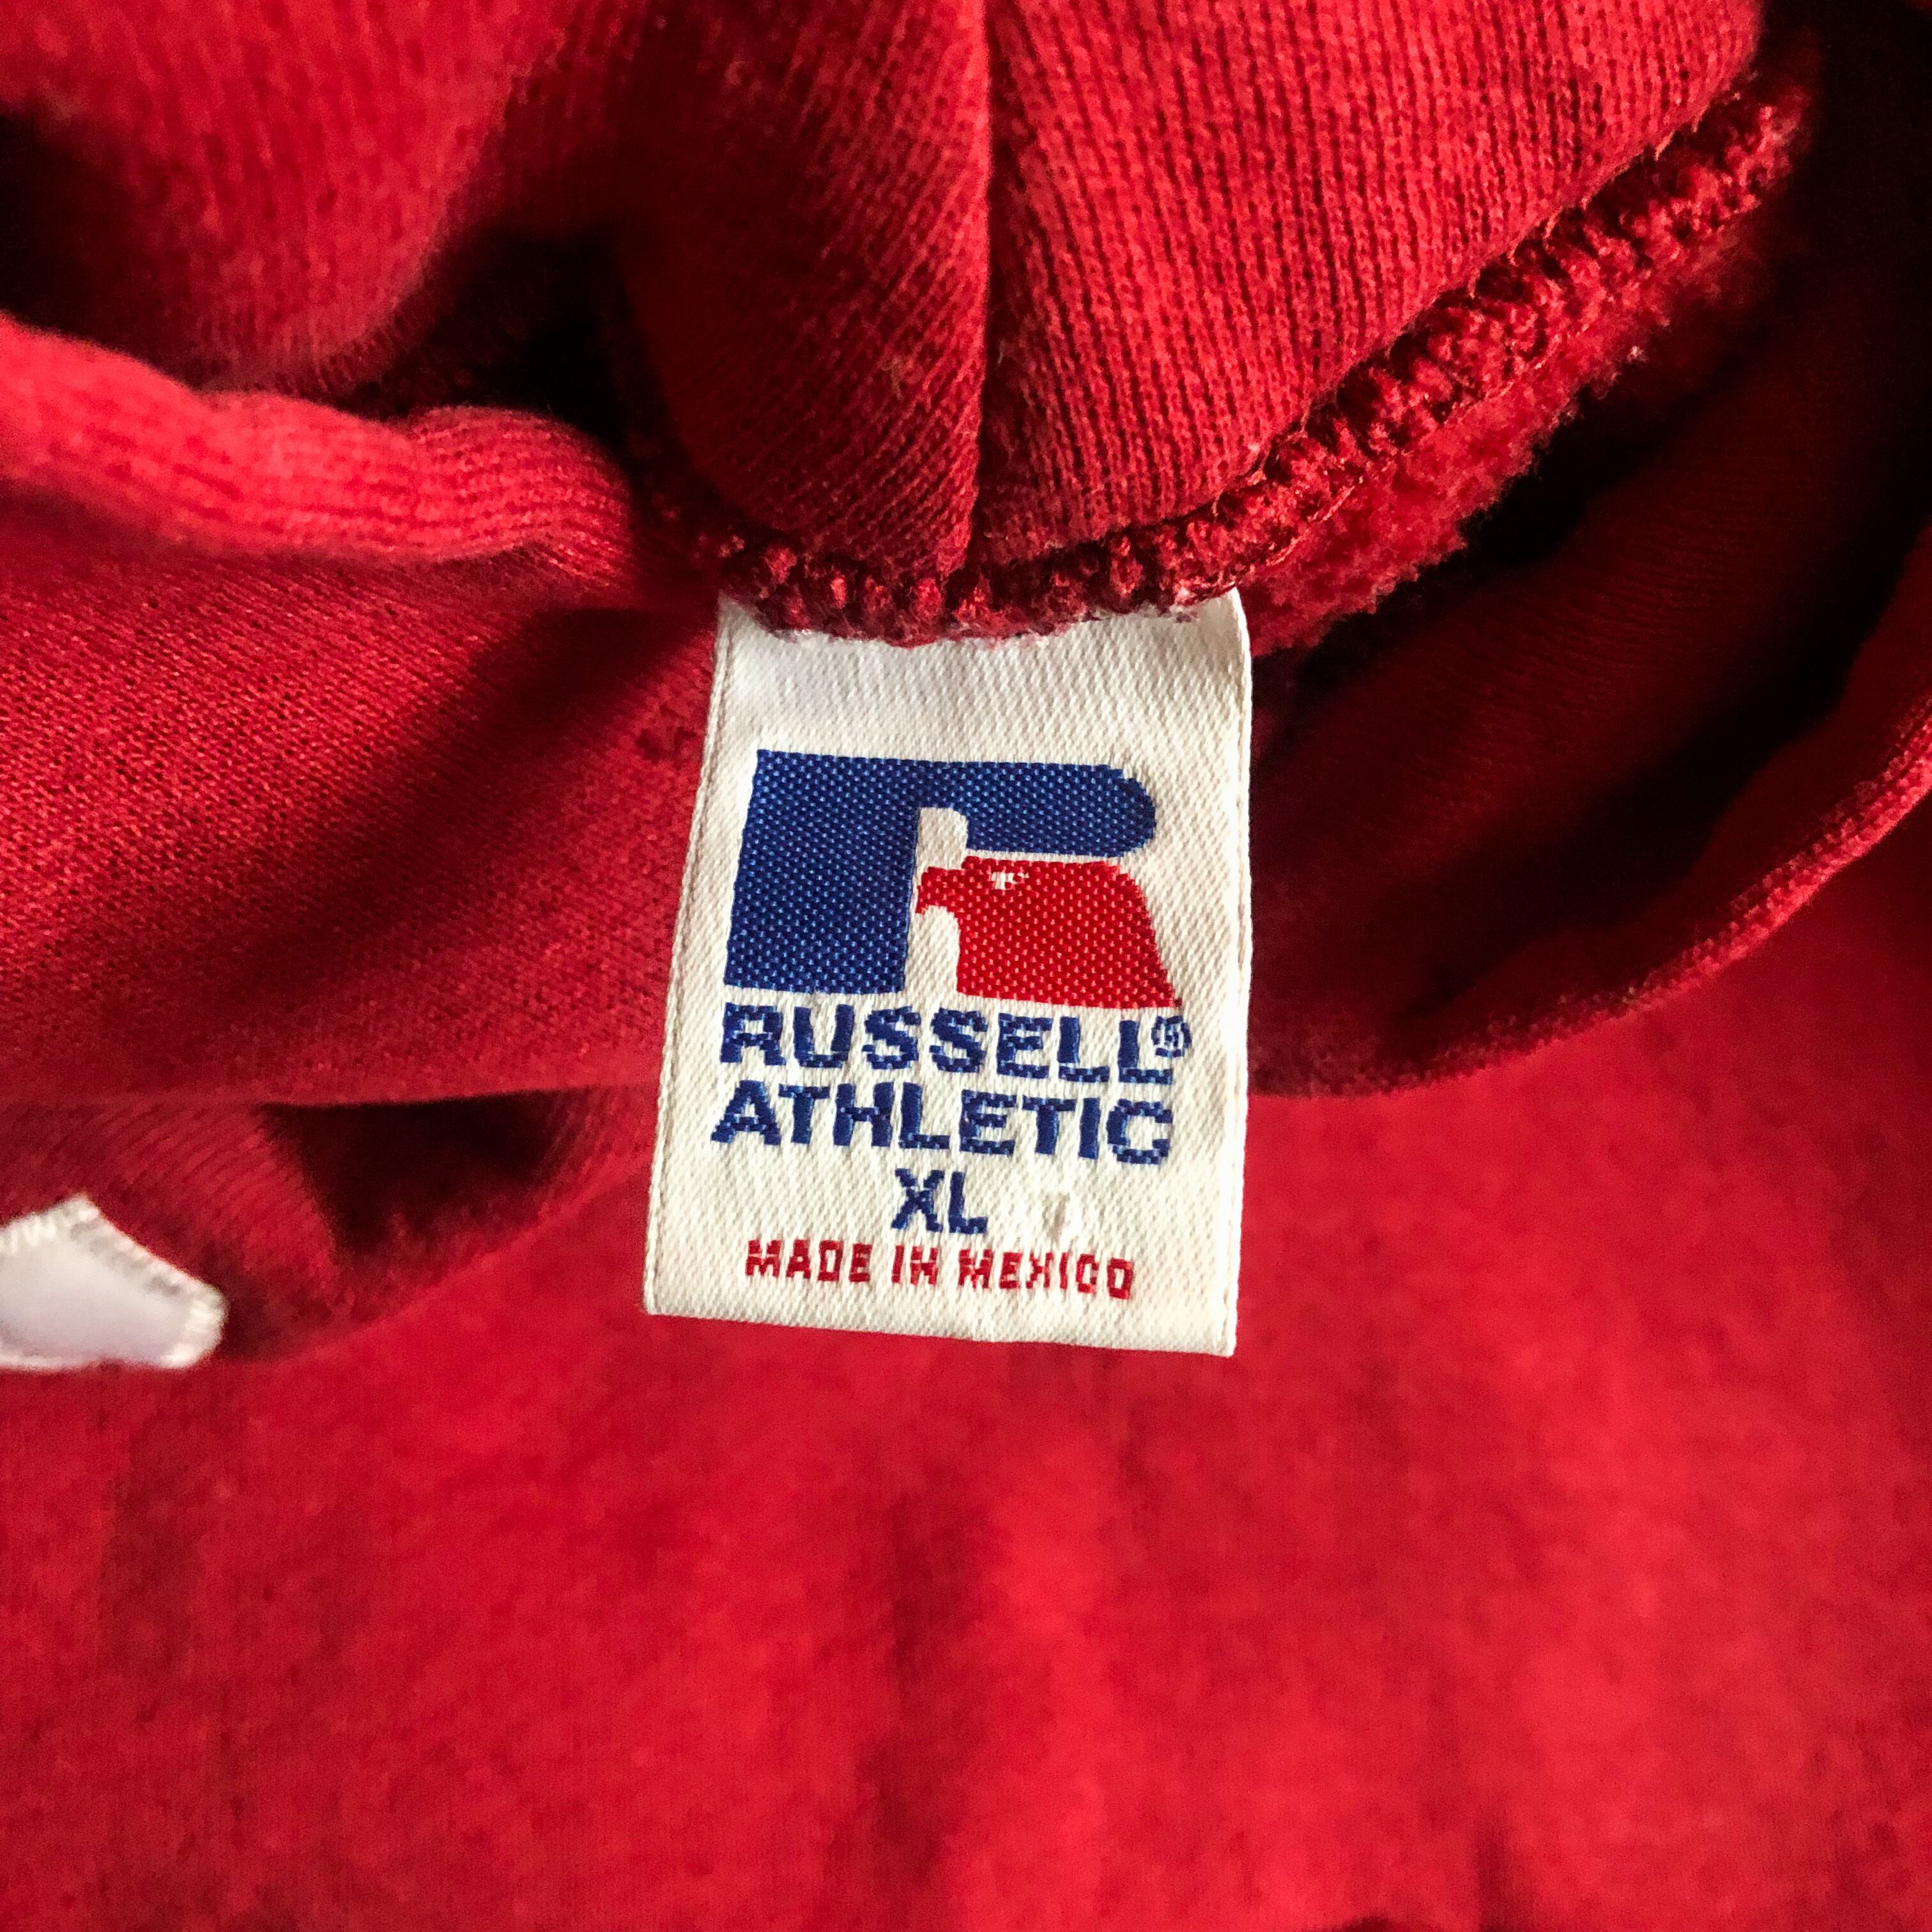 RUSSELL®
ATHLETIC
XL
MADE IN MEXICO